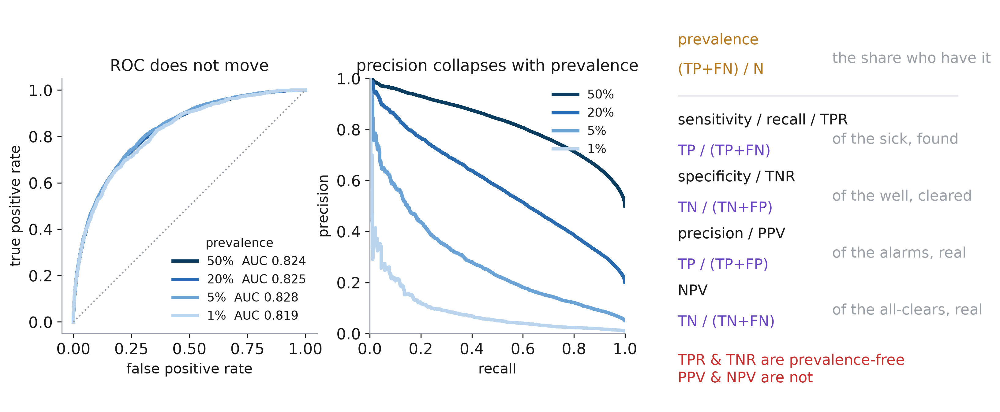 ROC does not move
1.0
0.8
0.6
0.4
0.2
0.0
true positive rate
0.00 0.25 0.50 0.75 1.00
false positive rate
prevalence
50% AUC 0.824
20% AUC 0.825
5% AUC 0.828
1% AUC 0.819
precision collapses with prevalence
1.0
0.8
0.6
0.4
0.2
0.0
precision
0.0 0.2 0.4 0.6 0.8 1.0
recall
50%
20%
5%
1%
prevalence
the share who have it
(TP+FN) / N
sensitivity / recall / TPR
of the sick, found
TP / (TP+FN)
specificity / TNR
of the well, cleared
TN / (TN+FP)
precision / PPV
of the alarms, real
TP / (TP+FP)
NPV
of the all-clears, real
TN / (TN+FN)
TPR & TNR are prevalence-free
PPV & NPV are not